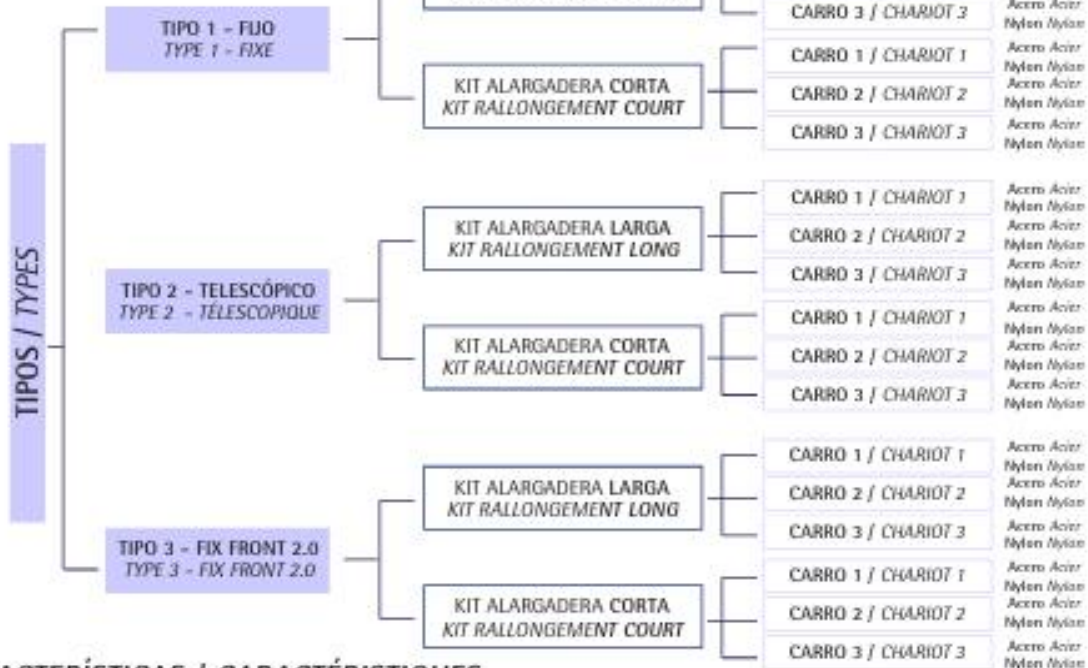 TIPOS / TYPES
TIPO 1 - FIJO
TYPE 1 - FIXE
CARRO 3 / CHARIOT 3
Acero Acier
Nylon Nylon
KIT ALARGADERA CORTA
KIT RALLONGEMENT COURT
CARRO 1 / CHARIOT 1
Acero Acier
Nylon Nylon
CARRO 2 / CHARIOT 2
Acero Acier
Nylon Nylon
CARRO 3 / CHARIOT 3
Acero Acier
Nylon Nylon
TIPO 2 - TELESCÓPICO
TYPE 2 - TÉLESCOPIQUE
KIT ALARGADERA LARGA
KIT RALLONGEMENT LONG
CARRO 1 / CHARIOT 1
Acero Acier
Nylon Nylon
CARRO 2 / CHARIOT 2
Acero Acier
Nylon Nylon
CARRO 3 / CHARIOT 3
Acero Acier
Nylon Nylon
KIT ALARGADERA CORTA
KIT RALLONGEMENT COURT
CARRO 1 / CHARIOT 1
Acero Acier
Nylon Nylon
CARRO 2 / CHARIOT 2
Acero Acier
Nylon Nylon
CARRO 3 / CHARIOT 3
Acero Acier
Nylon Nylon
TIPO 3 - FIX FRONT 2.0
TYPE 3 - FIX FRONT 2.0
KIT ALARGADERA LARGA
KIT RALLONGEMENT LONG
CARRO 1 / CHARIOT 1
Acero Acier
Nylon Nylon
CARRO 2 / CHARIOT 2
Acero Acier
Nylon Nylon
CARRO 3 / CHARIOT 3
Acero Acier
Nylon Nylon
KIT ALARGADERA CORTA
KIT RALLONGEMENT COURT
CARRO 1 / CHARIOT 1
Acero Acier
Nylon Nylon
CARRO 2 / CHARIOT 2
Acero Acier
Nylon Nylon
CARRO 3 / CHARIOT 3
Acero Acier
Nylon Nylon